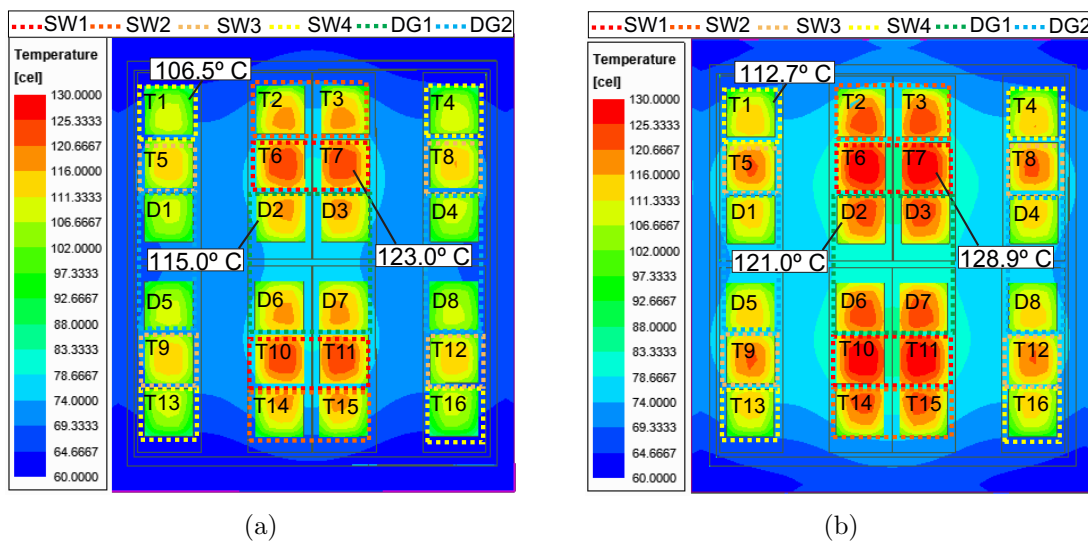 SW1 SW2 SW3 SW4 DG1 DG2
Temperature
[cel]
130.0000
125.3333
120.6667
116.0000
111.3333
106.6667
102.0000
97.3333
92.6667
88.0000
83.3333
78.6667
74.0000
69.3333
64.6667
60.0000
106.5º C
T1 T2 T3 T4
T5 T6 T7 T8
D1 D2 D3 D4
115.0º C 123.0º C
D5 D6 D7 D8
T9 T10 T11 T12
T13 T14 T15 T16
(a)
SW1 SW2 SW3 SW4 DG1 DG2
Temperature
[cel]
130.0000
125.3333
120.6667
116.0000
111.3333
106.6667
102.0000
97.3333
92.6667
88.0000
83.3333
78.6667
74.0000
69.3333
64.6667
60.0000
112.7º C
T1 T2 T3 T4
T5 T6 T7 T8
D1 D2 D3 D4
121.0º C 128.9º C
D5 D6 D7 D8
T9 T10 T11 T12
T13 T14 T15 T16
(b)